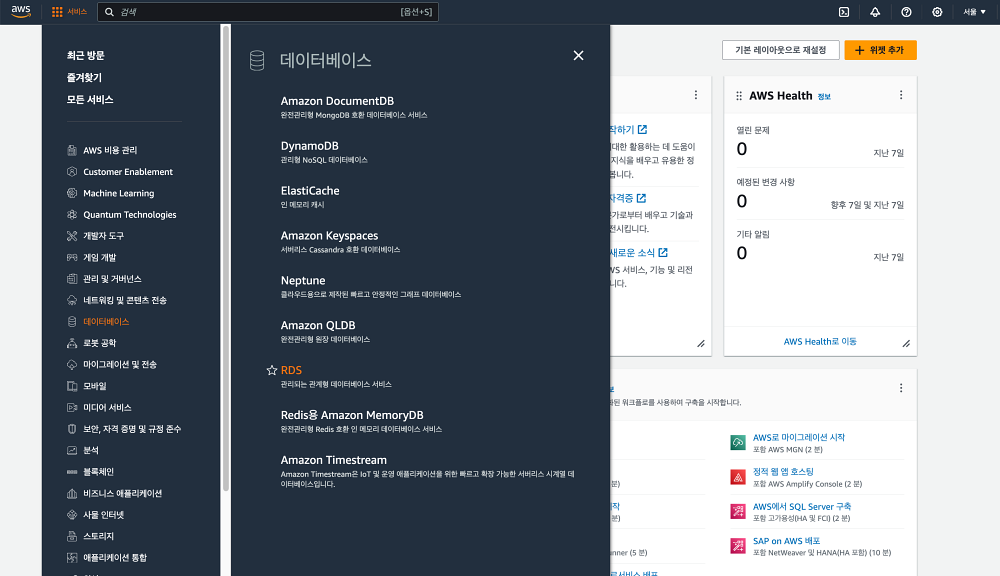 aws
서비스
검색
[옵션+S]
서울 ▼
최근 방문
즐겨찾기
모든 서비스
AWS 비용 관리
Customer Enablement
Machine Learning
Quantum Technologies
개발자 도구
게임 개발
관리 및 거버넌스
네트워킹 및 콘텐츠 전송
데이터베이스
로봇 공학
마이그레이션 및 전송
모바일
미디어 서비스
보안, 자격 증명 및 규정 준수
분석
블록체인
비즈니스 애플리케이션
사물 인터넷
스토리지
애플리케이션 통합
데이터베이스
Amazon DocumentDB
완전관리형 MongoDB 호환 데이터베이스 서비스
DynamoDB
관리형 NoSQL 데이터베이스
ElastiCache
인 메모리 캐시
Amazon Keyspaces
서버리스 Cassandra 호환 데이터베이스
Neptune
클라우드용으로 제작된 빠르고 안정적인 그래프 데이터베이스
Amazon QLDB
완전관리형 원장 데이터베이스
RDS
관리되는 관계형 데이터베이스 서비스
Redis용 Amazon MemoryDB
완전관리형 Redis 호환 인 메모리 데이터베이스 서비스
Amazon Timestream
Amazon Timestream은 IoT 및 운영 애플리케이션을 위한 빠르고 확장 가능한 서버리스 시계열 데
이터베이스입니다.
기본 레이아웃으로 재설정
위젯 추가
작하기
대한 활용하는 데 도움이
지식을 배우고 유용한 정
봅니다.
자격증
가로부터 배우고 기술과
전시킵니다.
새로운 소식
WS 서비스, 기능 및 리전
니다.
AWS Health 정보
열린 문제
0
지난 7일
예정된 변경 사항
0
향후 7일 및 지난 7일
기타 알림
0
지난 7일
AWS Health로 이동
화된 워크플로를 사용하여 구축을 시작합니다.
분)
작
분)
unner (5 분)
로서비스 배포
AWS로 마이그레이션 시작
포함 AWS MGN (2 분)
정적 웹 앱 호스팅
포함 AWS Amplify Console (2 분)
AWS에서 SQL Server 구축
포함 고가용성(HA 및 FCI) (2 분)
SAP on AWS 배포
포함 NetWeaver 및 HANA(HA 포함) (10 분)